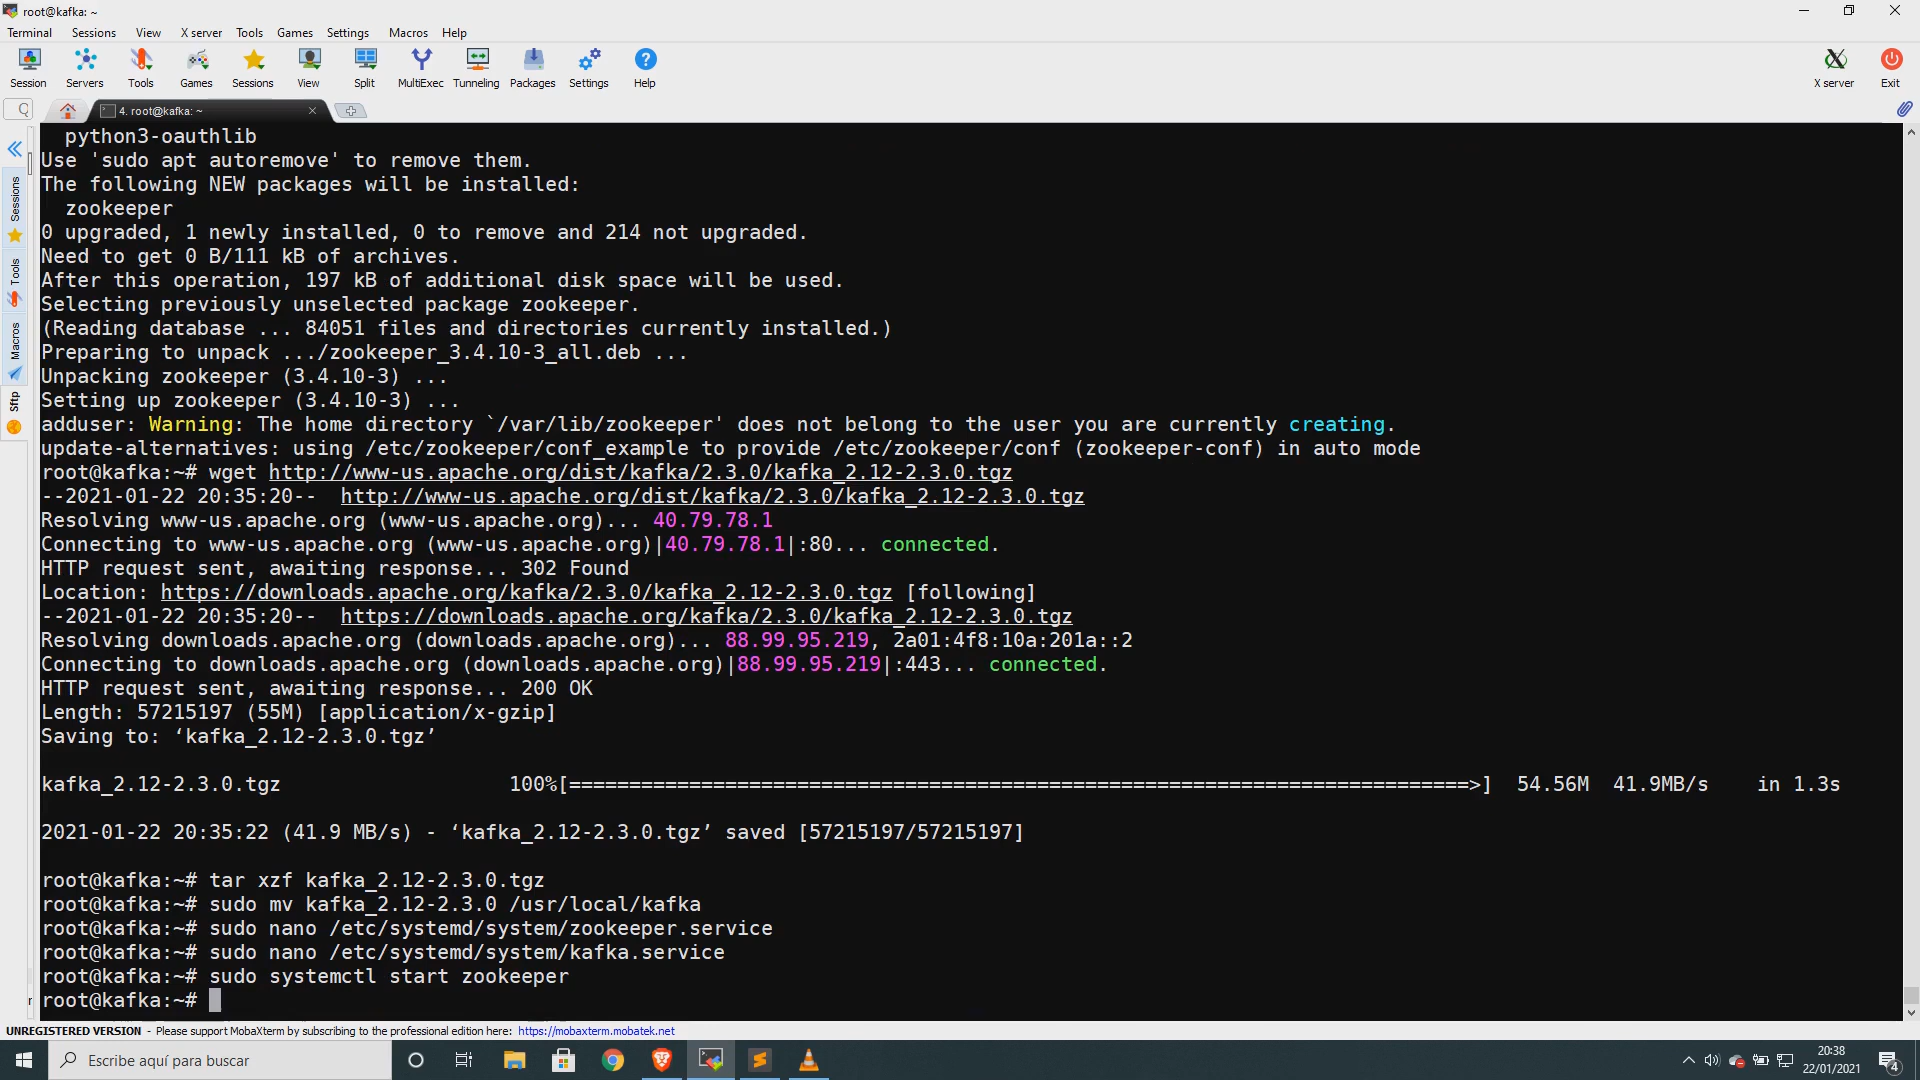 root@kafka: ~
Terminal Sessions View X server Tools Games Settings Macros Help
Session Servers Tools Games Sessions View Split MultiExec Tunneling Packages Settings Help X server Exit
4. root@kafka: ~
Sessions
Tools
Macros
Sftp
python3-oauthlib
Use 'sudo apt autoremove' to remove them.
The following NEW packages will be installed:
zookeeper
0 upgraded, 1 newly installed, 0 to remove and 214 not upgraded.
Need to get 0 B/111 kB of archives.
After this operation, 197 kB of additional disk space will be used.
Selecting previously unselected package zookeeper.
(Reading database ... 84051 files and directories currently installed.)
Preparing to unpack .../zookeeper_3.4.10-3_all.deb ...
Unpacking zookeeper (3.4.10-3) ...
Setting up zookeeper (3.4.10-3) ...
adduser: Warning: The home directory `/var/lib/zookeeper' does not belong to the user you are currently creating.
update-alternatives: using /etc/zookeeper/conf_example to provide /etc/zookeeper/conf (zookeeper-conf) in auto mode
root@kafka:~# wget http://www-us.apache.org/dist/kafka/2.3.0/kafka_2.12-2.3.0.tgz
--2021-01-22 20:35:20-- http://www-us.apache.org/dist/kafka/2.3.0/kafka_2.12-2.3.0.tgz
Resolving www-us.apache.org (www-us.apache.org)... 40.79.78.1
Connecting to www-us.apache.org (www-us.apache.org)|40.79.78.1|:80... connected.
HTTP request sent, awaiting response... 302 Found
Location: https://downloads.apache.org/kafka/2.3.0/kafka_2.12-2.3.0.tgz [following]
--2021-01-22 20:35:20-- https://downloads.apache.org/kafka/2.3.0/kafka_2.12-2.3.0.tgz
Resolving downloads.apache.org (downloads.apache.org)... 88.99.95.219, 2a01:4f8:10a:201a::2
Connecting to downloads.apache.org (downloads.apache.org)|88.99.95.219|:443... connected.
HTTP request sent, awaiting response... 200 OK
Length: 57215197 (55M) [application/x-gzip]
Saving to: ‘kafka_2.12-2.3.0.tgz’
kafka_2.12-2.3.0.tgz 100%[===========================================================================>] 54.56M 41.9MB/s in 1.3s
2021-01-22 20:35:22 (41.9 MB/s) - ‘kafka_2.12-2.3.0.tgz’ saved [57215197/57215197]
root@kafka:~# tar xzf kafka_2.12-2.3.0.tgz
root@kafka:~# sudo mv kafka_2.12-2.3.0 /usr/local/kafka
root@kafka:~# sudo nano /etc/systemd/system/zookeeper.service
root@kafka:~# sudo nano /etc/systemd/system/kafka.service
root@kafka:~# sudo systemctl start zookeeper
root@kafka:~#
UNREGISTERED VERSION - Please support MobaXterm by subscribing to the professional edition here: https://mobaxterm.mobatek.net
Escribe aquí para buscar
20:38
22/01/2021
4